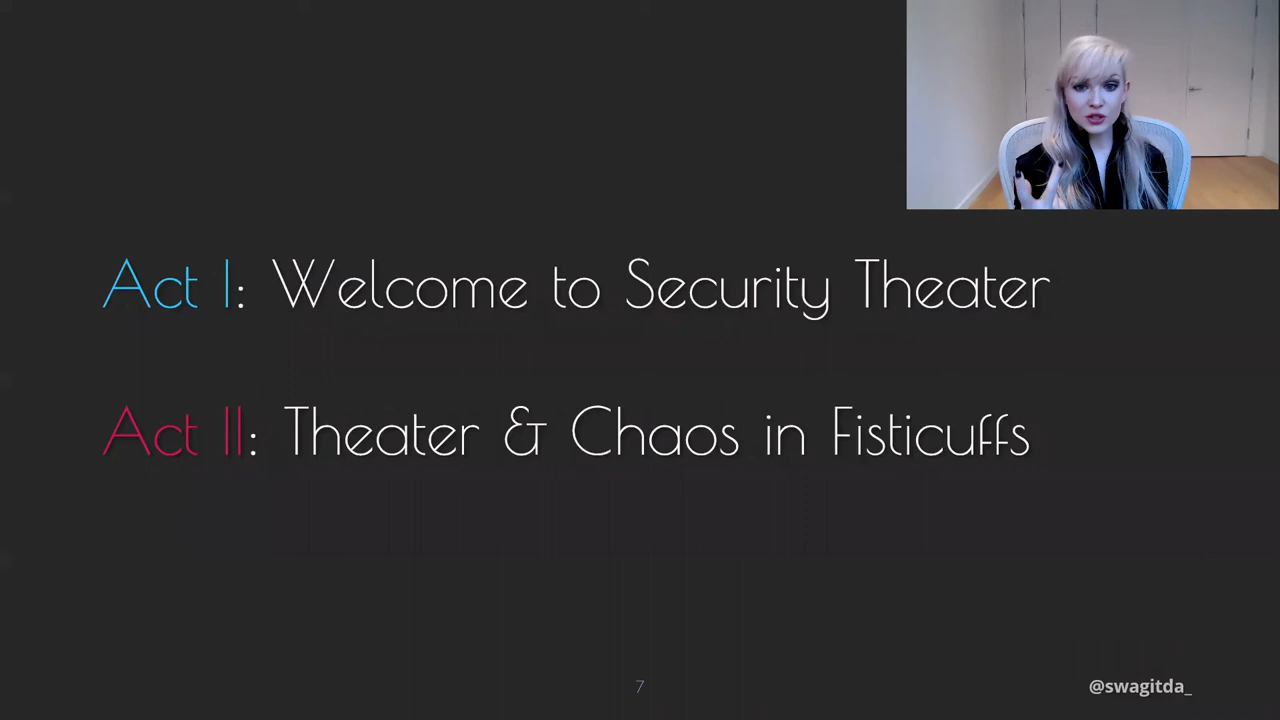 Act I: Welcome to Security Theater
Act II: Theater & Chaos in Fisticuffs
7
@swagitda_